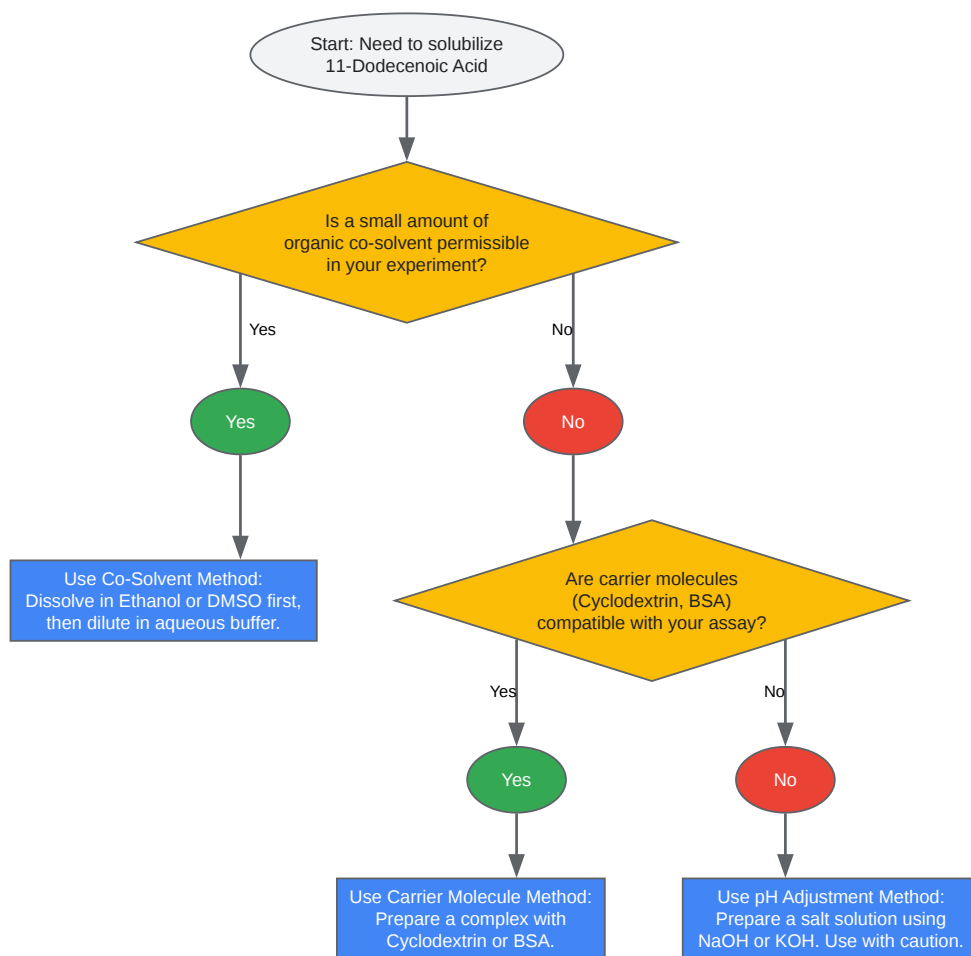 Start: Need to solubilize
11-Dodecenoic Acid
Is a small amount of
organic co-solvent permissible
in your experiment?
Yes
No
Yes
No
Use Co-Solvent Method:
Dissolve in Ethanol or DMSO first,
then dilute in aqueous buffer.
Are carrier molecules
(Cyclodextrin, BSA)
compatible with your assay?
Yes
No
Yes
No
Use Carrier Molecule Method:
Prepare a complex with
Cyclodextrin or BSA.
Use pH Adjustment Method:
Prepare a salt solution using
NaOH or KOH. Use with caution.